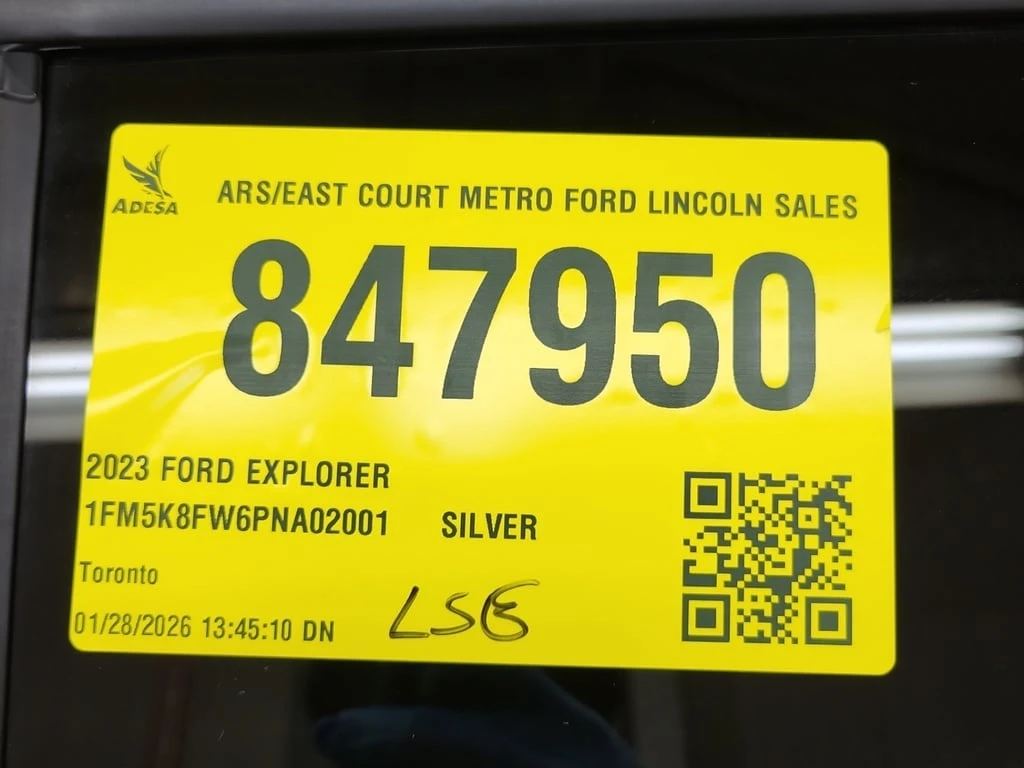 ADESA
ARS/EAST COURT METRO FORD LINCOLN SALES
847950
2023 FORD EXPLORER
1FM5K8FW6PNA02001 SILVER
Toronto
01/28/2026 13:45:10 DN
LSE